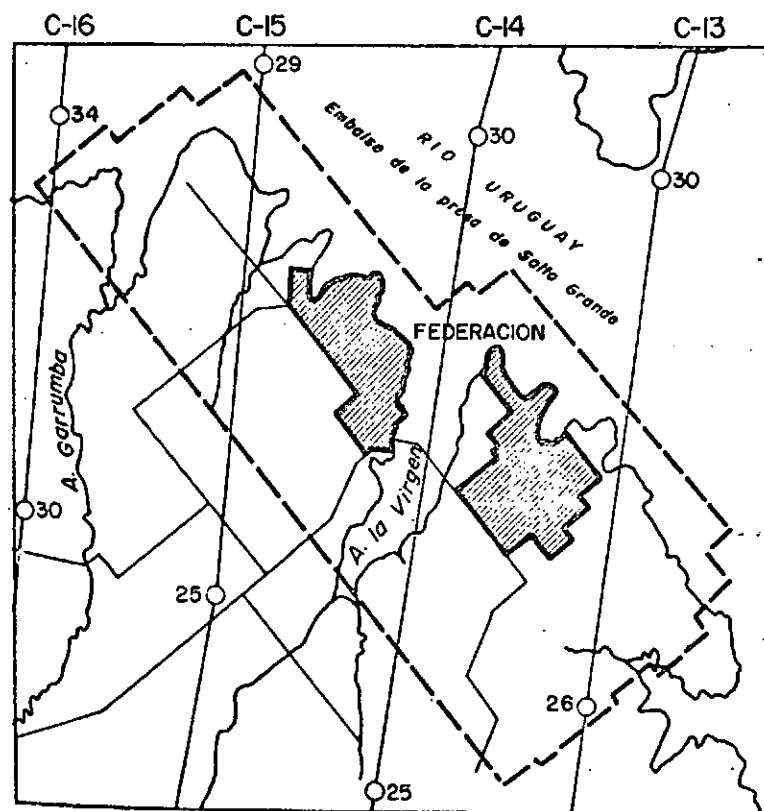 C-16
C-15
C-14
C-13
29
34
30
30
RIO URUGUAY
Embalse de la presa de Salto Grande
FEDERACION
A. Garrumba
A. la Virgen
30
25
26
25